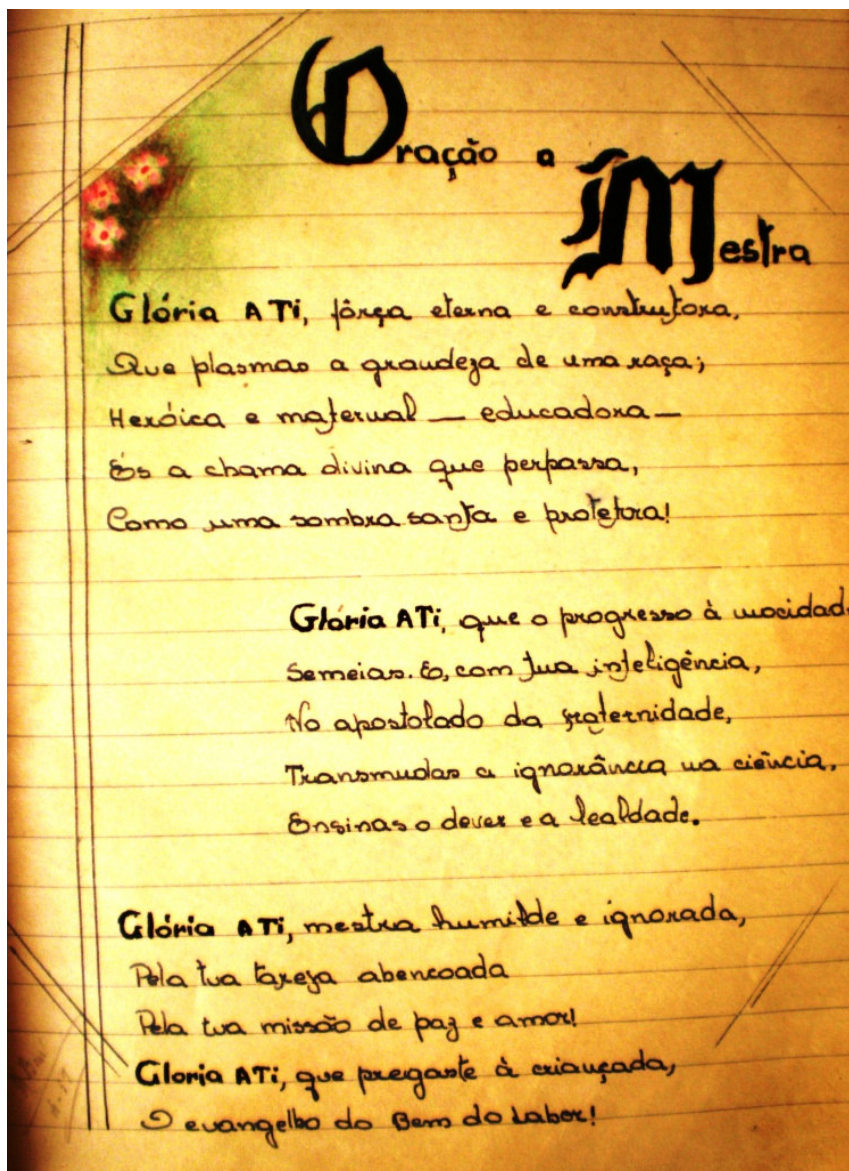 Oração a
Mestra
Glória A Ti, fôrça eterna e construtora,
Que plasmas a grandeza de uma raça;
Heróica e maternal — educadora —
És a chama divina que perpassa,
Como uma sombra santa e protetora!
Glória A Ti, que o progresso à mocidad
Semeias. E, com tua inteligência,
No apostolado da fraternidade,
Transmudas a ignorância na ciência,
Ensinas o dever e a lealdade.
Glória A Ti, mestra humilde e ignorada,
Pela tua tarefa abencoada
Pela tua missão de paz e amor!
Gloria A Ti, que pregaste à criançada,
O evangelho do Bem do Labor!